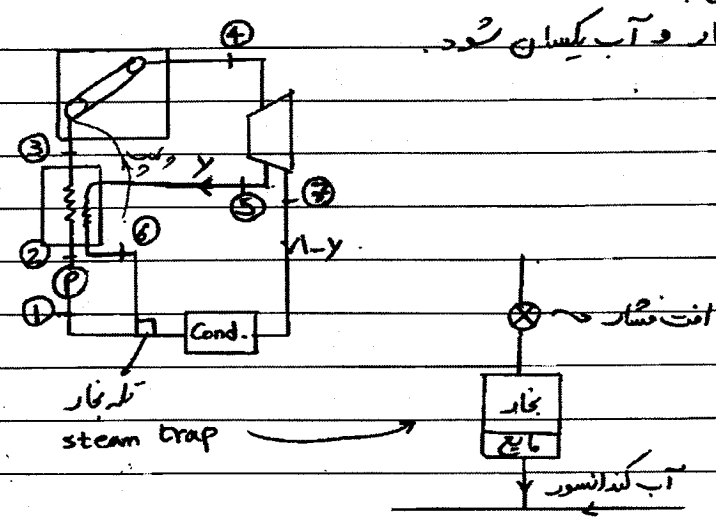 ار و آب یکسان شود.
4
3
y
5
7
6
2
1-y
P
1
Cond.
افت فشار
تله بخار
بخار
steam trap
مایع
آب کندانسور